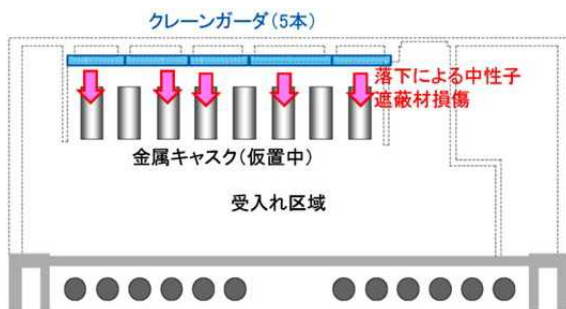 クレーンガーダ(5本)
落下による中性子
遮蔽材損傷
金属キャスク(仮置中)
受入れ区域